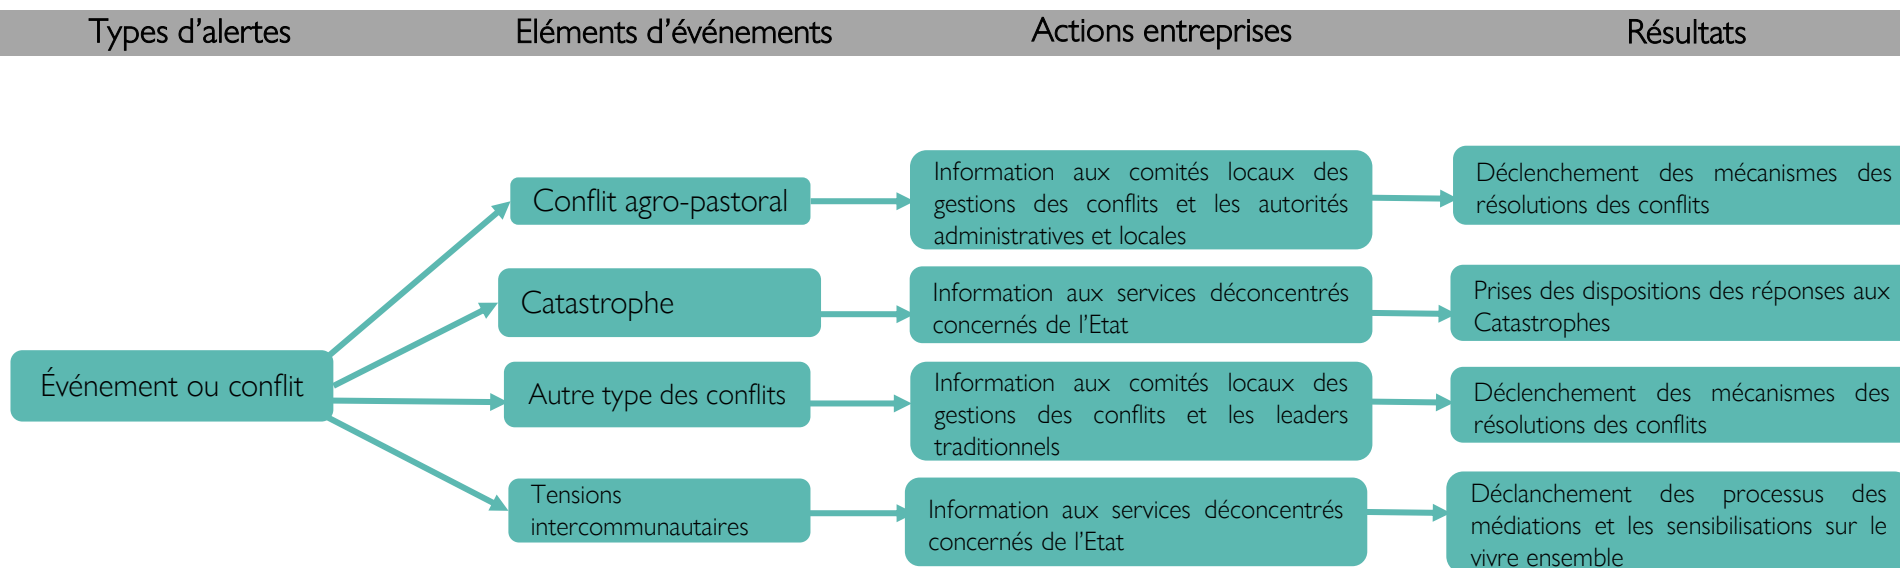 Types d’alertes
Eléments d’événements
Actions entreprises
Résultats
Événement ou conflit
Conflit agro-pastoral
Information aux comités locaux des
gestions des conflits et les autorités
administratives et locales
Déclenchement des mécanismes des
résolutions des conflits
Catastrophe
Information aux services déconcentrés
concernés de l’Etat
Prises des dispositions des réponses aux
Catastrophes
Autre type des conflits
Information aux comités locaux des
gestions des conflits et les leaders
traditionnels
Déclenchement des mécanismes des
résolutions des conflits
Tensions
intercommunautaires
Information aux services déconcentrés
concernés de l’Etat
Déclanchement des processus des
médiations et les sensibilisations sur le
vivre ensemble